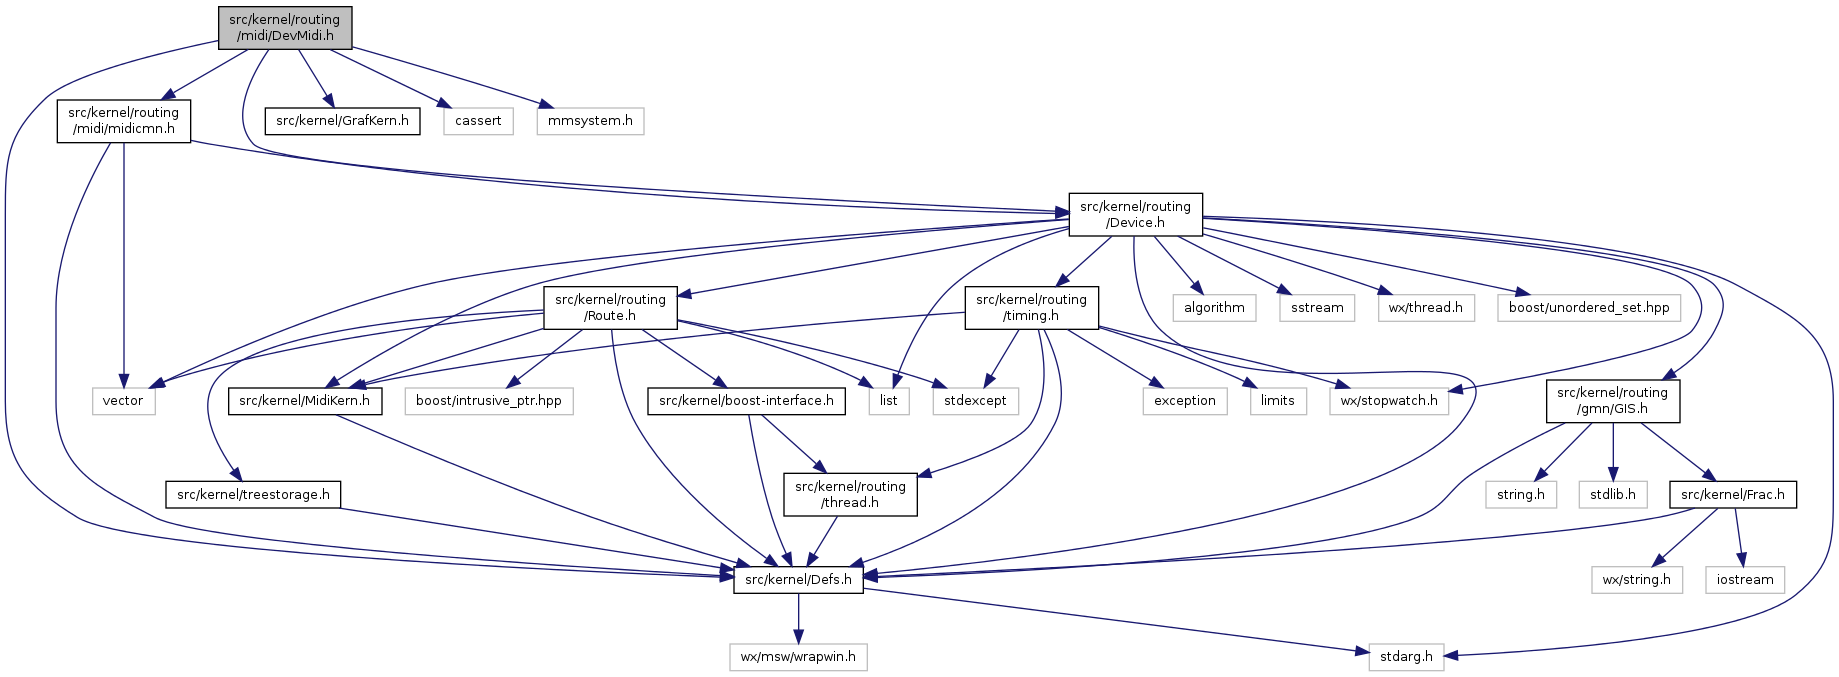 src/kernel/routing
/midi/DevMidi.h
src/kernel/routing
/midi/midicmn.h
src/kernel/GrafKern.h
cassert
mmsystem.h
src/kernel/routing
/Device.h
src/kernel/routing
/Route.h
src/kernel/routing
/timing.h
algorithm
sstream
wx/thread.h
boost/unordered_set.hpp
vector
src/kernel/MidiKern.h
boost/intrusive_ptr.hpp
src/kernel/boost-interface.h
list
stdexcept
exception
limits
wx/stopwatch.h
src/kernel/routing
/gmn/GIS.h
src/kernel/treestorage.h
src/kernel/routing
/thread.h
string.h
stdlib.h
src/kernel/Frac.h
src/kernel/Defs.h
wx/string.h
iostream
wx/msw/wrapwin.h
stdarg.h